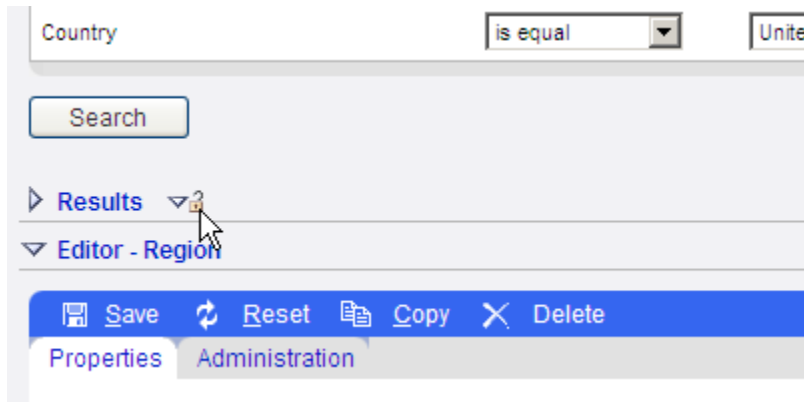 Country is equal Unite
Search
Results
Editor - Region
Save Reset Copy Delete
Properties Administration